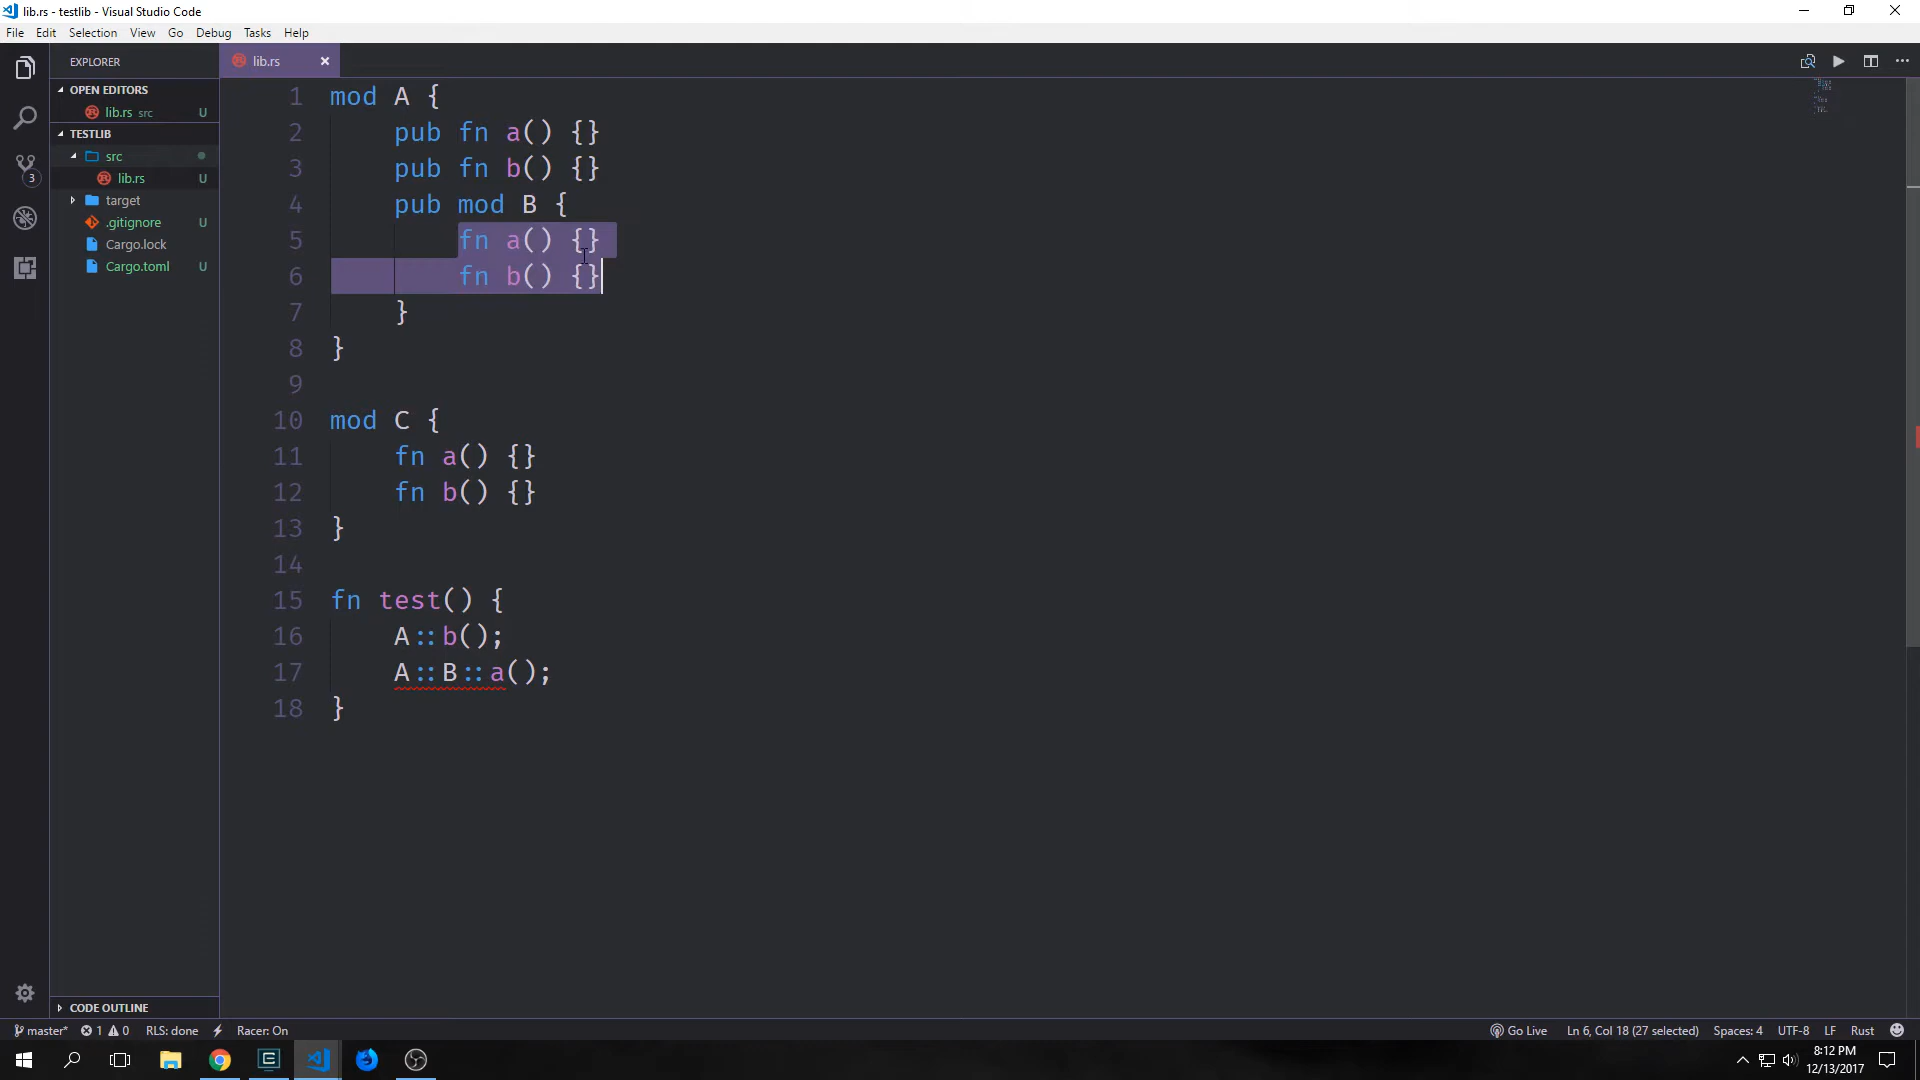 lib.rs - testlib - Visual Studio Code
File Edit Selection View Go Debug Tasks Help
EXPLORER
OPEN EDITORS
lib.rs src U
TESTLIB
src
lib.rs U
target
.gitignore U
Cargo.lock
Cargo.toml U
3
CODE OUTLINE
lib.rs
1 mod A {
2 pub fn a() {}
3 pub fn b() {}
4 pub mod B {
5 fn a() {}
6 fn b() {}
7 }
8 }
9
10 mod C {
11 fn a() {}
12 fn b() {}
13 }
14
15 fn test() {
16 A::b();
17 A::B::a();
18 }
master* 1 0 RLS: done Racer: On Go Live Ln 6, Col 18 (27 selected) Spaces: 4 UTF-8 LF Rust
8:12 PM
12/13/2017